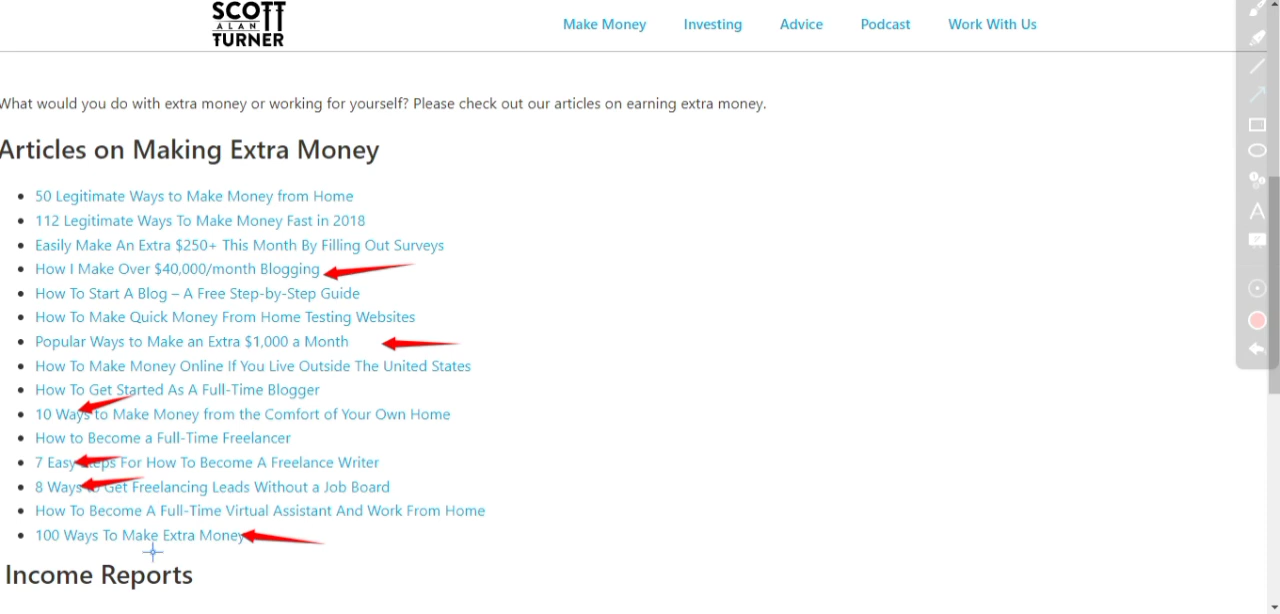 SCOTT
ALAN
TURNER
Make Money Investing Advice Podcast Work With Us
What would you do with extra money or working for yourself? Please check out our articles on earning extra money.
Articles on Making Extra Money
50 Legitimate Ways to Make Money from Home
112 Legitimate Ways To Make Money Fast in 2018
Easily Make An Extra $250+ This Month By Filling Out Surveys
How I Make Over $40,000/month Blogging
How To Start A Blog – A Free Step-by-Step Guide
How To Make Quick Money From Home Testing Websites
Popular Ways to Make an Extra $1,000 a Month
How To Make Money Online If You Live Outside The United States
How To Get Started As A Full-Time Blogger
10 Ways to Make Money from the Comfort of Your Own Home
How to Become a Full-Time Freelancer
7 Easy Steps For How To Become A Freelance Writer
8 Ways to Get Freelancing Leads Without a Job Board
How To Become A Full-Time Virtual Assistant And Work From Home
100 Ways To Make Extra Money
Income Reports